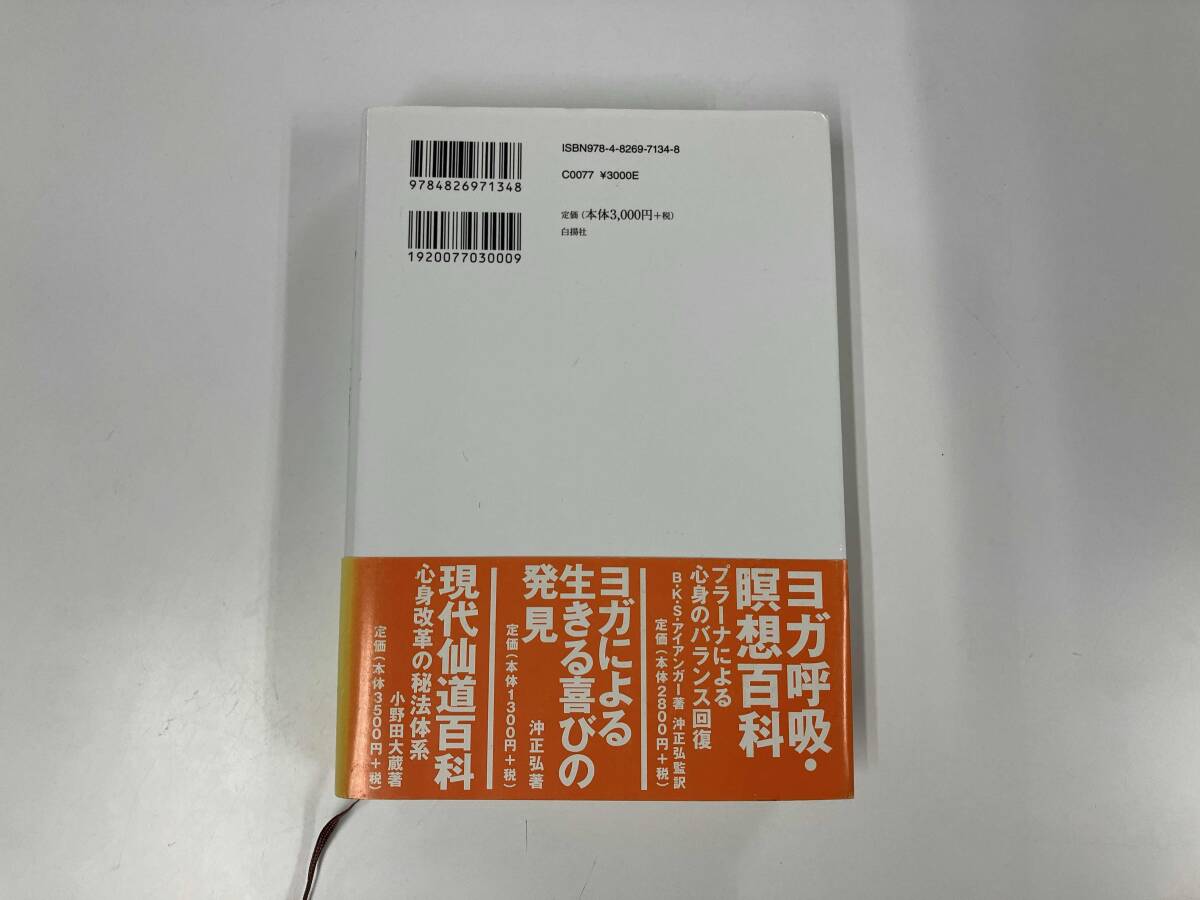 9784826971348
1920077030009
ISBN978-4-8269-7134-8
C0077 ¥3000E
定価(本体3,000円+税)
白揚社
ヨガ呼吸・
瞑想百科
プラーナによる
心身のバランス回復
B・K・S・アイアンガー著 沖正弘監訳
定価(本体2800円+税)
ヨガによる
生きる喜びの
発見
沖正弘著
定価(本体1300円+税)
現代仙道百科
心身改革の秘法体系
小野田大蔵著
定価(本体3500円+税)